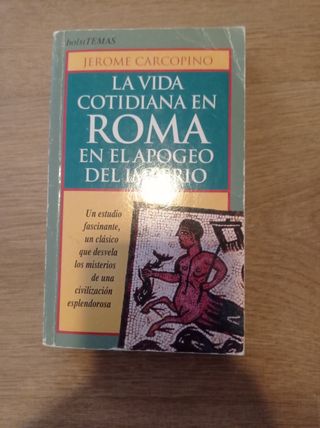 bolsiTEMAS
JEROME CARCOPINO
LA VIDA
COTIDIANA EN
ROMA
EN EL APOGEO
DEL IMPERIO
Un estudio
fascinante,
un clásico
que desvela
los misterios
de una
civilización
esplendorosa